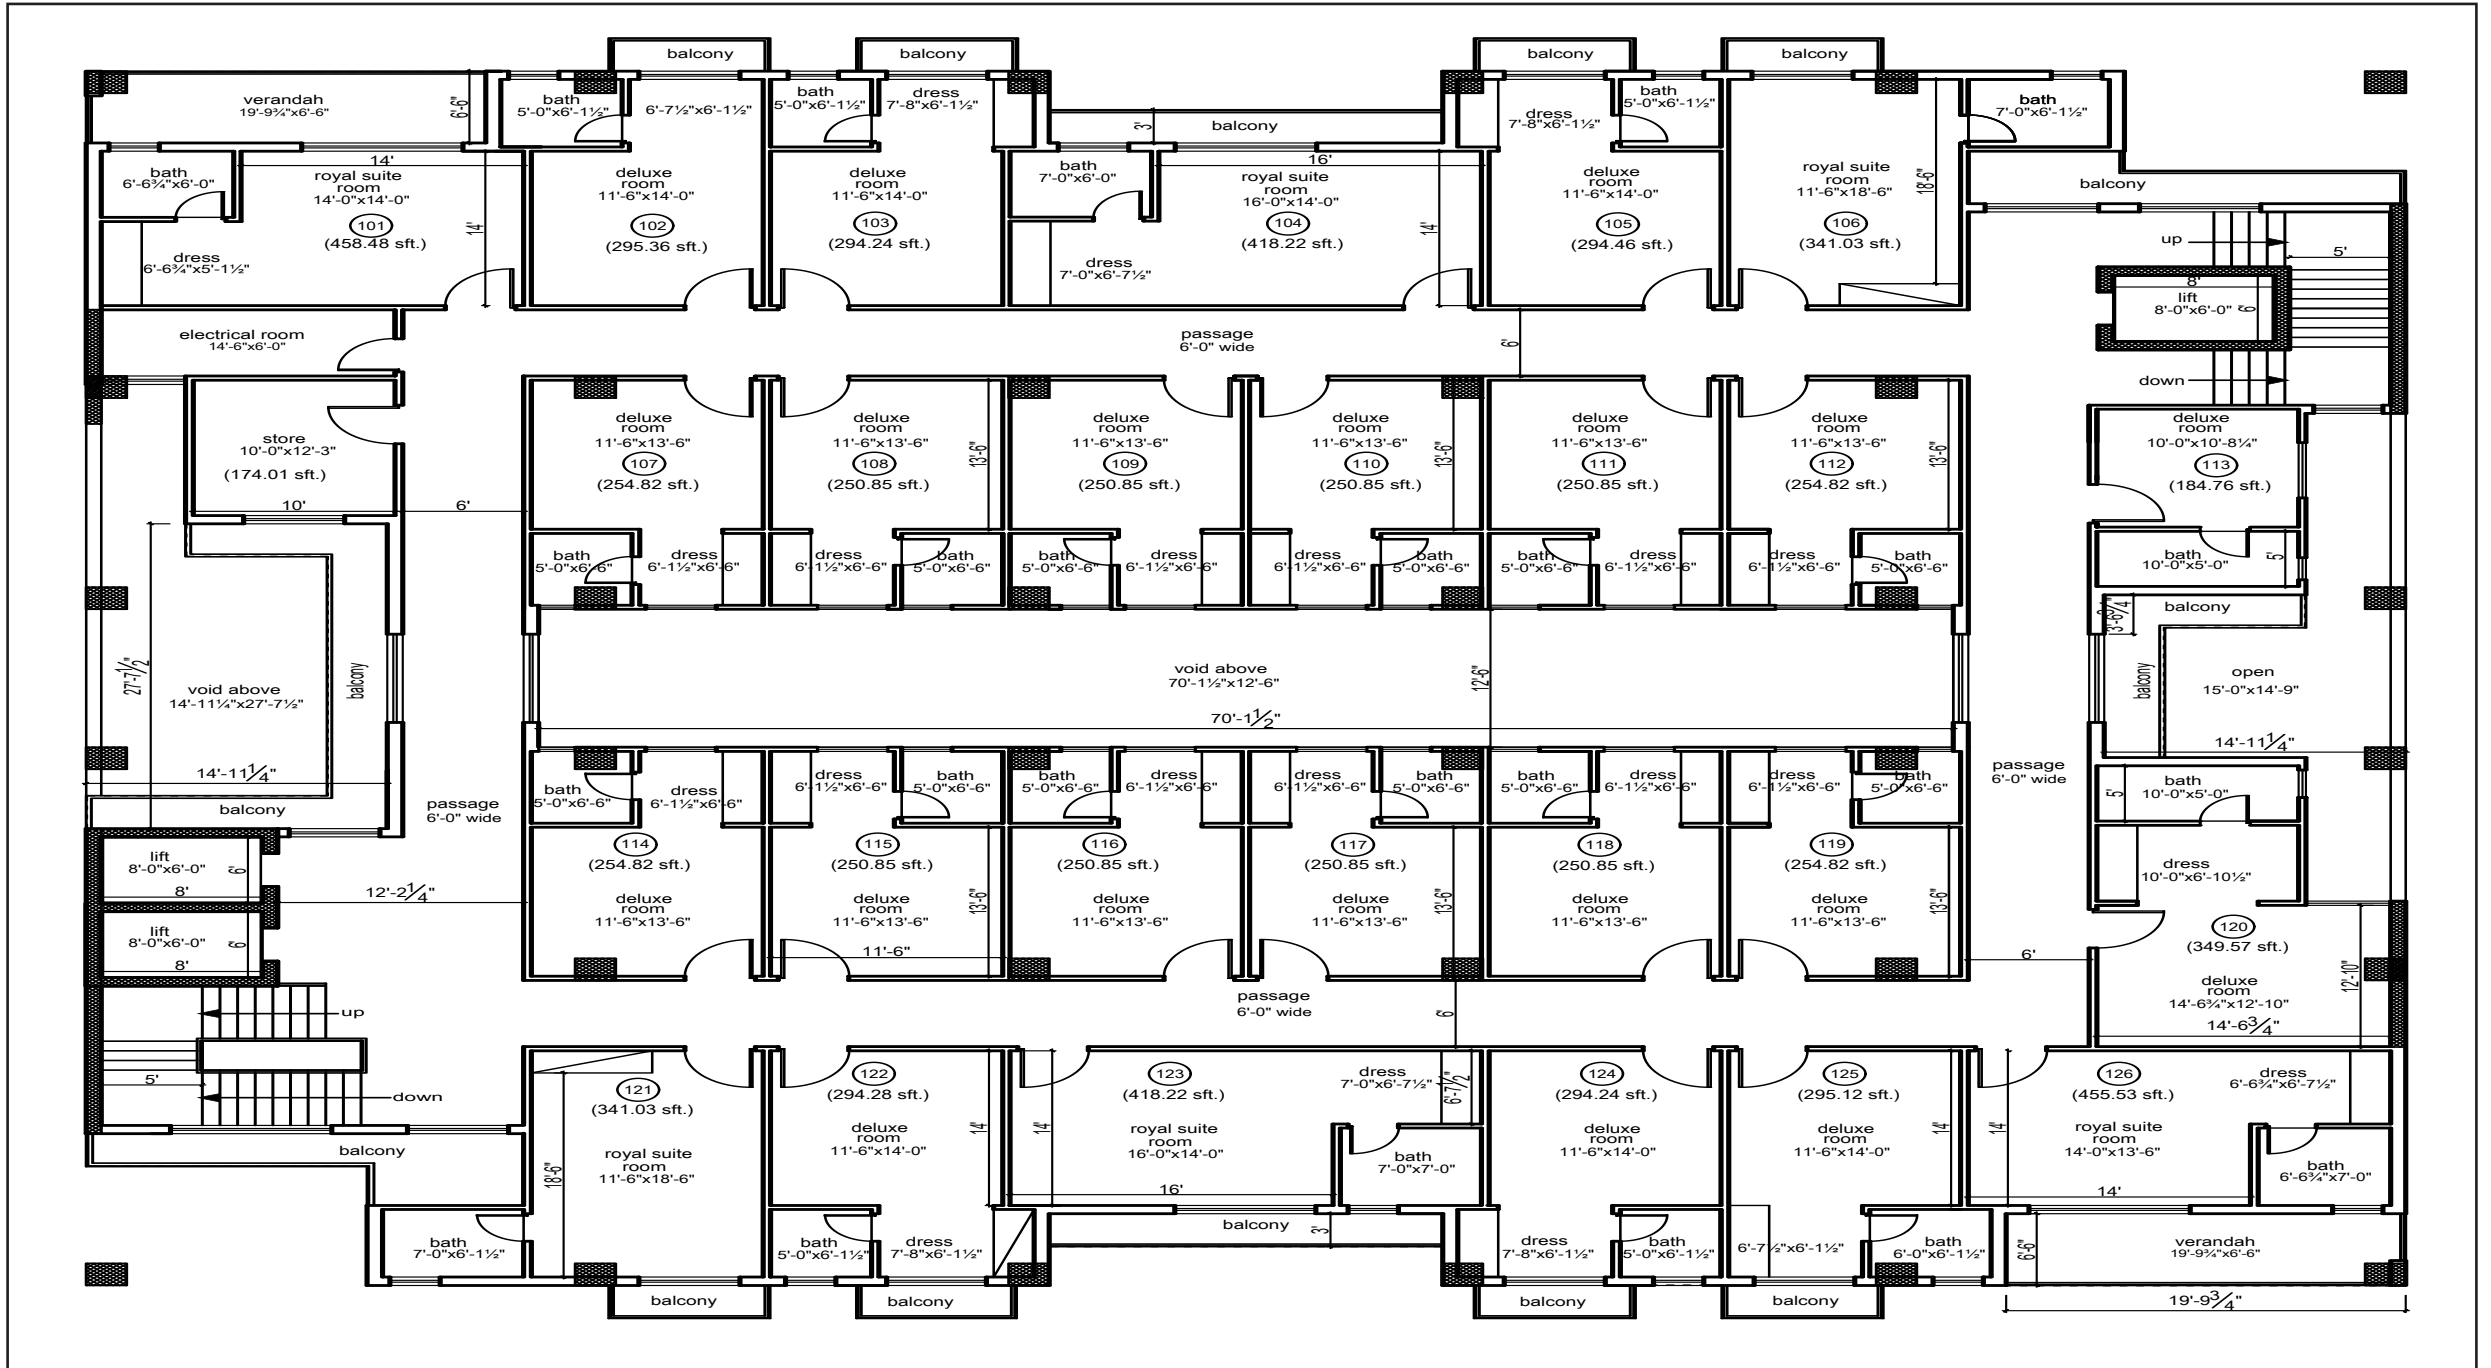 balcony
balcony
balcony
balcony
verandah
19'-9¾"x6'-6"
6'-6"
bath
5'-0"x6'-1½"
6'-7½"x6'-1½"
bath
5'-0"x6'-1½"
dress
7'-8"x6'-1½"
3'
balcony
dress
7'-8"x6'-1½"
bath
5'-0"x6'-1½"
bath
7'-0"x6'-1½"
bath
6'-6¾"x6'-0"
14'
royal suite
room
14'-0"x14'-0"
101
(458.48 sft.)
14'
dress
6'-6¾"x5'-1½"
deluxe
room
11'-6"x14'-0"
102
(295.36 sft.)
deluxe
room
11'-6"x14'-0"
103
(294.24 sft.)
bath
7'-0"x6'-0"
dress
7'-0"x6'-7½"
16'
royal suite
room
16'-0"x14'-0"
104
(418.22 sft.)
14'
deluxe
room
11'-6"x14'-0"
105
(294.46 sft.)
royal suite
room
11'-6"x18'-6"
106
(341.03 sft.)
18'-6"
balcony
up
5'
8'
lift
8'-0"x6'-0"
6'
down
electrical room
14'-6"x6'-0"
passage
6'-0" wide
6'
store
10'-0"x12'-3"
(174.01 sft.)
10'
6'
deluxe
room
11'-6"x13'-6"
107
(254.82 sft.)
deluxe
room
11'-6"x13'-6"
108
(250.85 sft.)
13'-6"
deluxe
room
11'-6"x13'-6"
109
(250.85 sft.)
deluxe
room
11'-6"x13'-6"
110
(250.85 sft.)
13'-6"
deluxe
room
11'-6"x13'-6"
111
(250.85 sft.)
deluxe
room
11'-6"x13'-6"
112
(254.82 sft.)
13'-6"
deluxe
room
10'-0"x10'-8¼"
113
(184.76 sft.)
bath
5'-0"x6'-6"
dress
6'-1½"x6'-6"
dress
6'-1½"x6'-6"
bath
5'-0"x6'-6"
bath
5'-0"x6'-6"
dress
6'-1½"x6'-6"
dress
6'-1½"x6'-6"
bath
5'-0"x6'-6"
bath
5'-0"x6'-6"
dress
6'-1½"x6'-6"
dress
6'-1½"x6'-6"
bath
5'-0"x6'-6"
bath
10'-0"x5'-0"
5'
balcony
3'-6¾"
27'-7½"
void above
14'-11¼"x27'-7½"
balcony
14'-11¼"
balcony
void above
70'-1½"x12'-6"
12'-6"
70'-1½"
balcony
open
15'-0"x14'-9"
14'-11¼"
passage
6'-0" wide
passage
6'-0" wide
bath
5'-0"x6'-6"
dress
6'-1½"x6'-6"
dress
6'-1½"x6'-6"
bath
5'-0"x6'-6"
bath
5'-0"x6'-6"
dress
6'-1½"x6'-6"
dress
6'-1½"x6'-6"
bath
5'-0"x6'-6"
bath
5'-0"x6'-6"
dress
6'-1½"x6'-6"
dress
6'-1½"x6'-6"
bath
5'-0"x6'-6"
bath
10'-0"x5'-0"
5'
lift
8'-0"x6'-0"
6'
8'
12'-2¼"
lift
8'-0"x6'-0"
6'
8'
114
(254.82 sft.)
deluxe
room
11'-6"x13'-6"
115
(250.85 sft.)
deluxe
room
11'-6"x13'-6"
11'-6"
13'-6"
116
(250.85 sft.)
deluxe
room
11'-6"x13'-6"
117
(250.85 sft.)
deluxe
room
11'-6"x13'-6"
13'-6"
118
(250.85 sft.)
deluxe
room
11'-6"x13'-6"
119
(254.82 sft.)
deluxe
room
11'-6"x13'-6"
13'-6"
dress
10'-0"x6'-10½"
120
(349.57 sft.)
6'
deluxe
room
14'-6¾"x12'-10"
14'-6¾"
12'-10"
up
5'
down
passage
6'-0" wide
6'
121
(341.03 sft.)
royal suite
room
11'-6"x18'-6"
18'-6"
122
(294.28 sft.)
deluxe
room
11'-6"x14'-0"
14'
14'
123
(418.22 sft.)
royal suite
room
16'-0"x14'-0"
16'
dress
7'-0"x6'-7½"
6'-7½"
bath
7'-0"x7'-0"
124
(294.24 sft.)
deluxe
room
11'-6"x14'-0"
125
(295.12 sft.)
deluxe
room
11'-6"x14'-0"
14'
14'
126
(455.53 sft.)
royal suite
room
14'-0"x13'-6"
14'
dress
6'-6¾"x6'-7½"
bath
6'-6¾"x7'-0"
balcony
bath
7'-0"x6'-1½"
bath
5'-0"x6'-1½"
dress
7'-8"x6'-1½"
balcony
3'
dress
7'-8"x6'-1½"
bath
5'-0"x6'-1½"
6'-7½"x6'-1½"
bath
6'-0"x6'-1½"
6'-6"
verandah
19'-9¾"x6'-6"
balcony
balcony
balcony
balcony
19'-9¾"